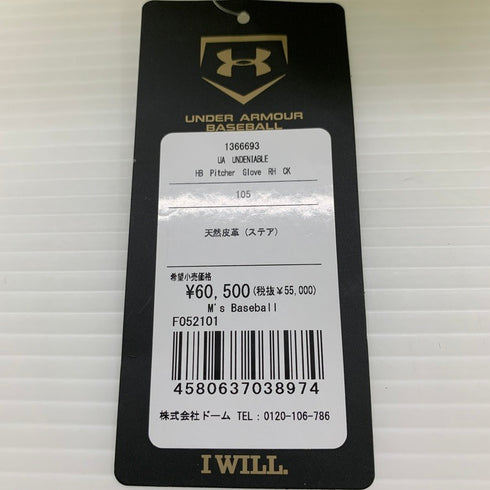 UNDER ARMOUR
BASEBALL
1366693
UA UNDENIABLE
HB Pitcher Glove RH CK
105
天然皮革(ステア)
希望小売価格
¥60,500(税抜¥55,000)
M's Baseball
F052101
4580637038974
株式会社ドーム TEL:0120-106-786
I WILL.